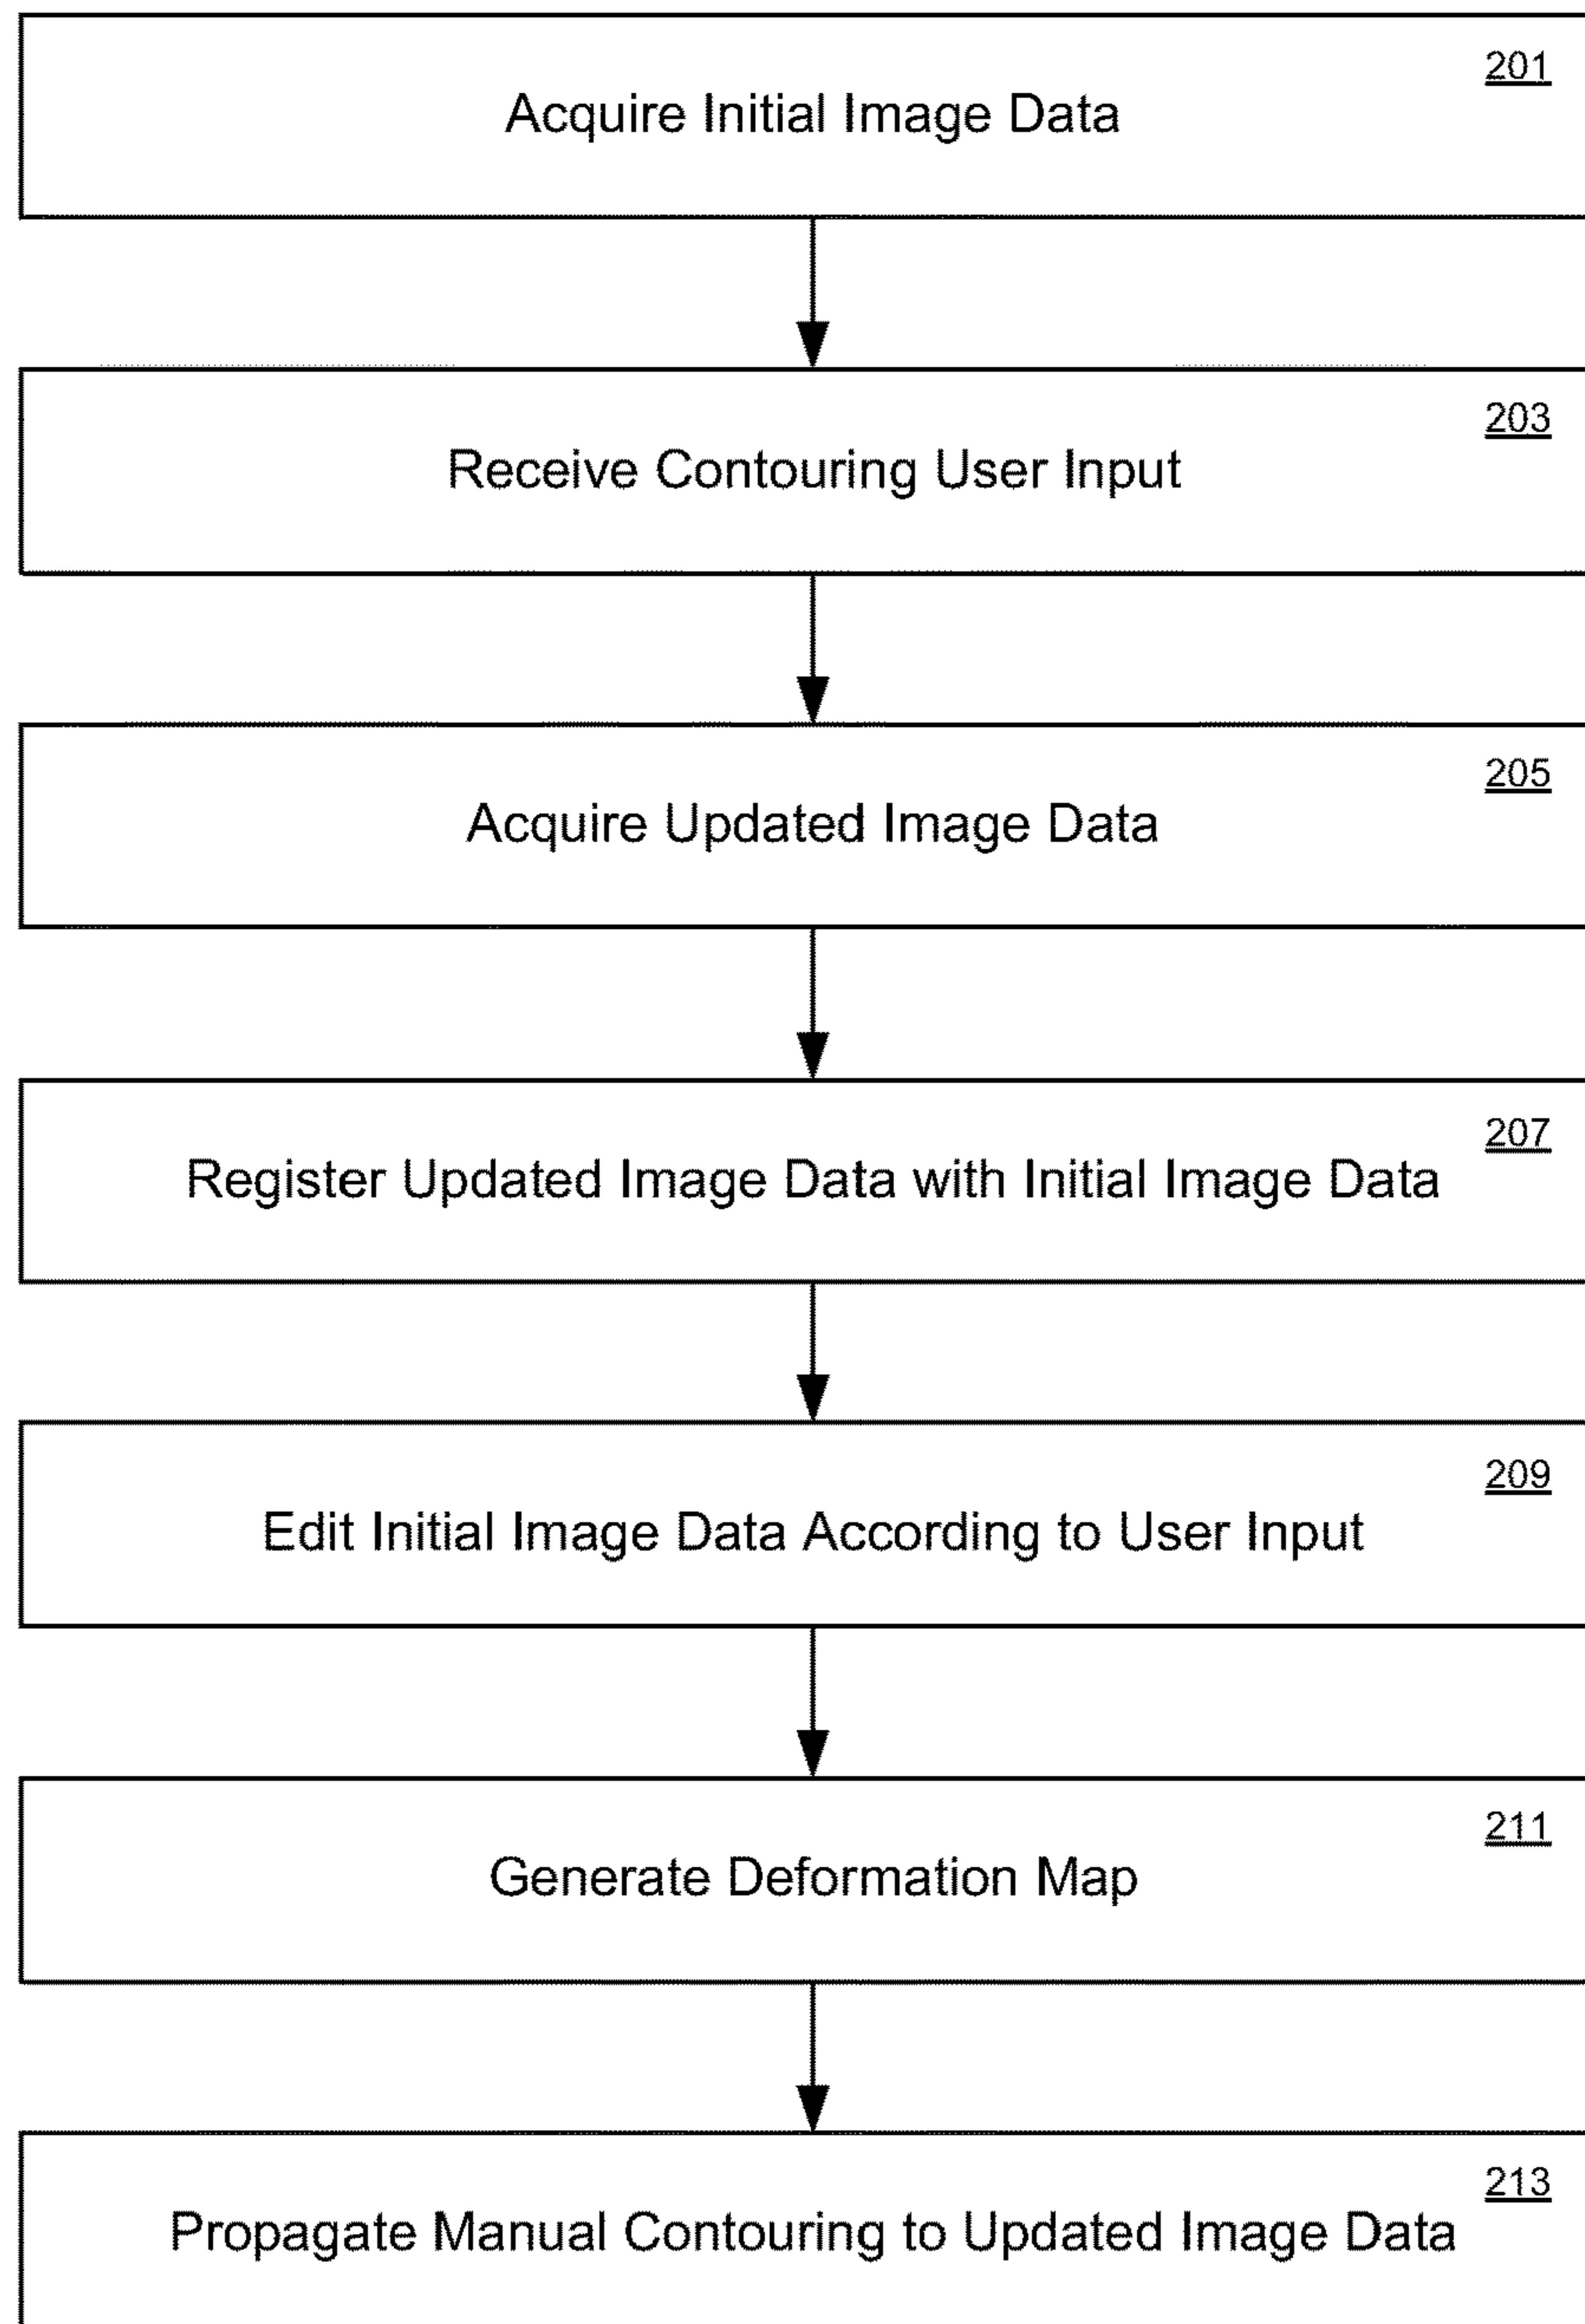 201
Acquire Initial Image Data
203
Receive Contouring User Input
205
Acquire Updated Image Data
207
Register Updated Image Data with Initial Image Data
209
Edit Initial Image Data According to User Input
211
Generate Deformation Map
213
Propagate Manual Contouring to Updated Image Data